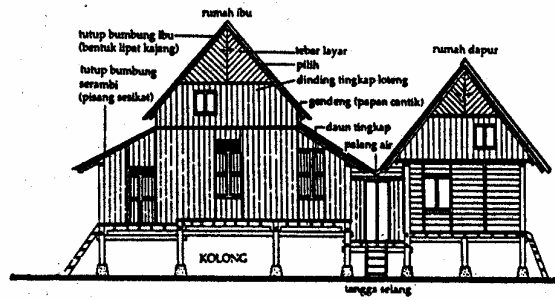 rumah ibu
tutup bumbung ibu
(bentuk lipat kajang)
tebar layar
pilih
rumah dapur
dinding tingkap loteng
tutup bumbung
serambi
(pisang sesikat)
gendeng (papan cantik)
daun tingkap
palang air
KOLONG
tangga selang